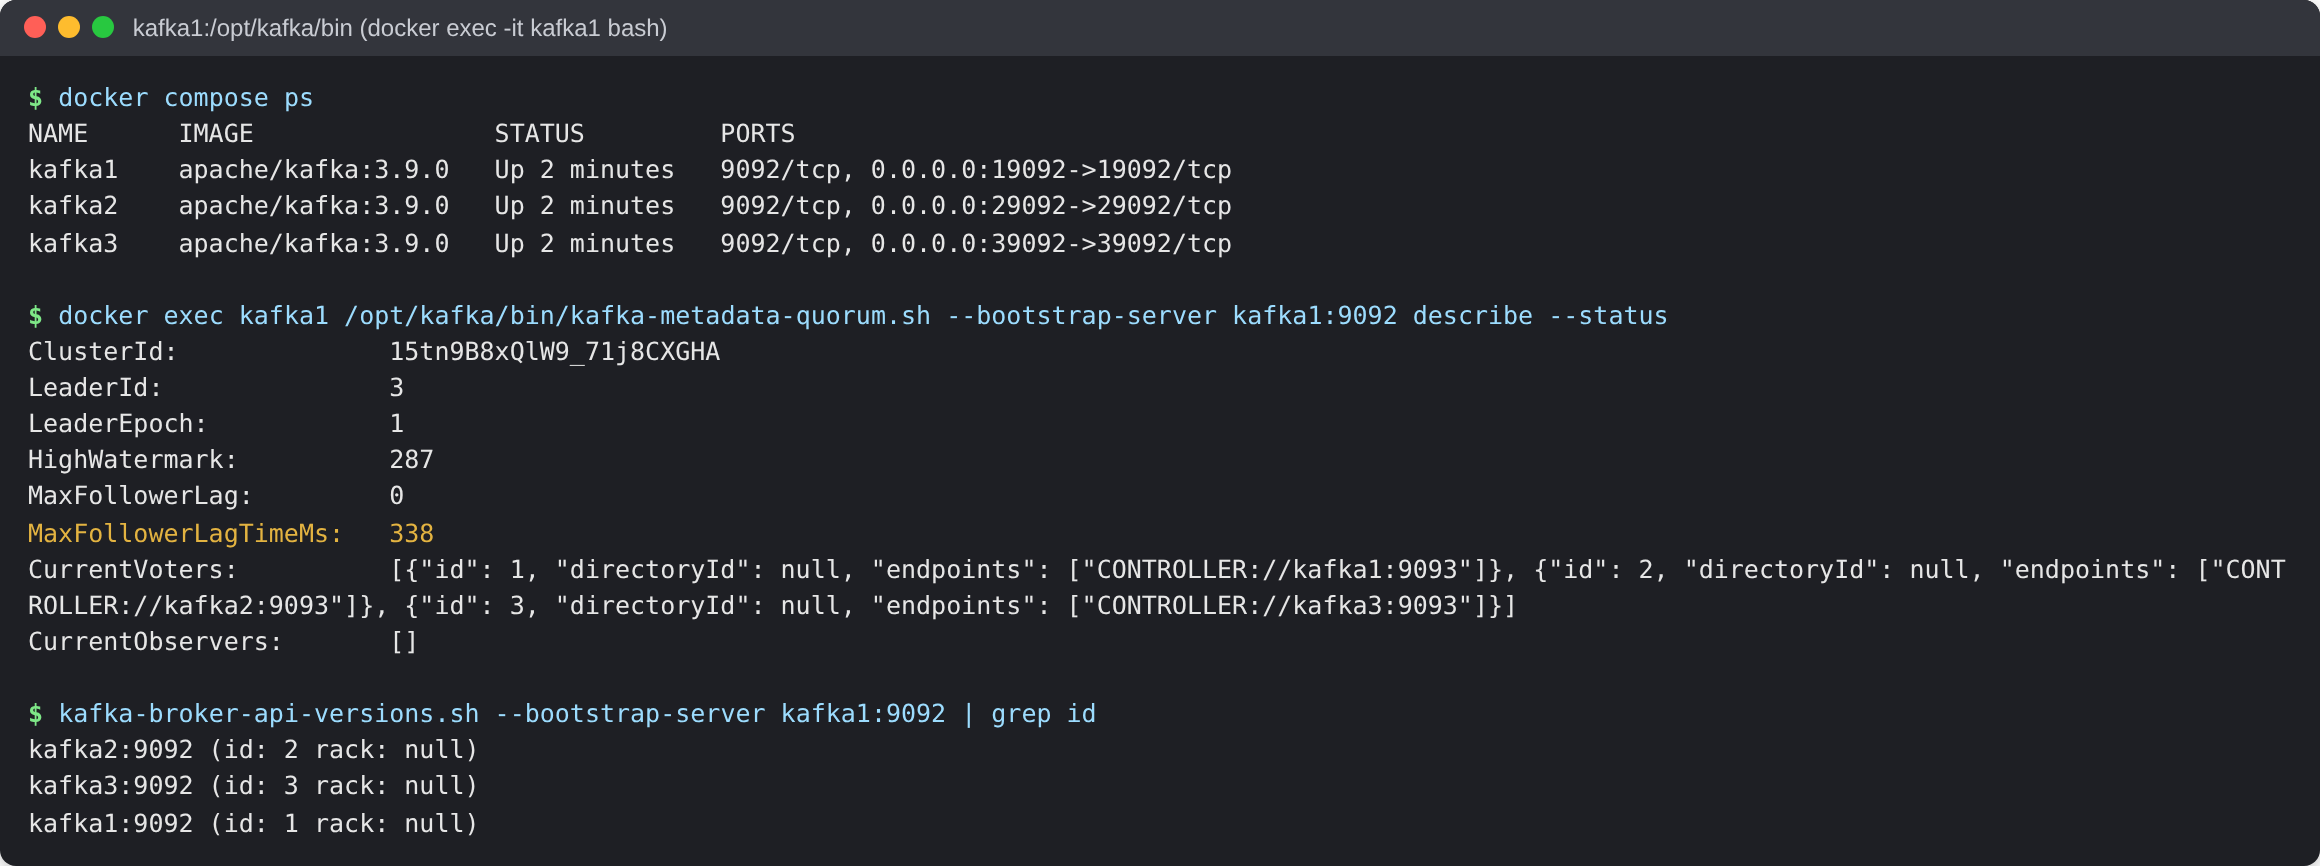 kafka1:/opt/kafka/bin (docker exec -it kafka1 bash)
$ docker compose ps
NAME      IMAGE                STATUS         PORTS
kafka1    apache/kafka:3.9.0   Up 2 minutes   9092/tcp, 0.0.0.0:19092->19092/tcp
kafka2    apache/kafka:3.9.0   Up 2 minutes   9092/tcp, 0.0.0.0:29092->29092/tcp
kafka3    apache/kafka:3.9.0   Up 2 minutes   9092/tcp, 0.0.0.0:39092->39092/tcp
$ docker exec kafka1 /opt/kafka/bin/kafka-metadata-quorum.sh --bootstrap-server kafka1:9092 describe --status
ClusterId:              15tn9B8xQlW9_71j8CXGHA
LeaderId:               3
LeaderEpoch:            1
HighWatermark:          287
MaxFollowerLag:         0
MaxFollowerLagTimeMs:   338
CurrentVoters:          [{"id": 1, "directoryId": null, "endpoints": ["CONTROLLER://kafka1:9093"]}, {"id": 2, "directoryId": null, "endpoints": ["CONT
ROLLER://kafka2:9093"]}, {"id": 3, "directoryId": null, "endpoints": ["CONTROLLER://kafka3:9093"]}]
CurrentObservers:       []
$ kafka-broker-api-versions.sh --bootstrap-server kafka1:9092 | grep id
kafka2:9092 (id: 2 rack: null)
kafka3:9092 (id: 3 rack: null)
kafka1:9092 (id: 1 rack: null)